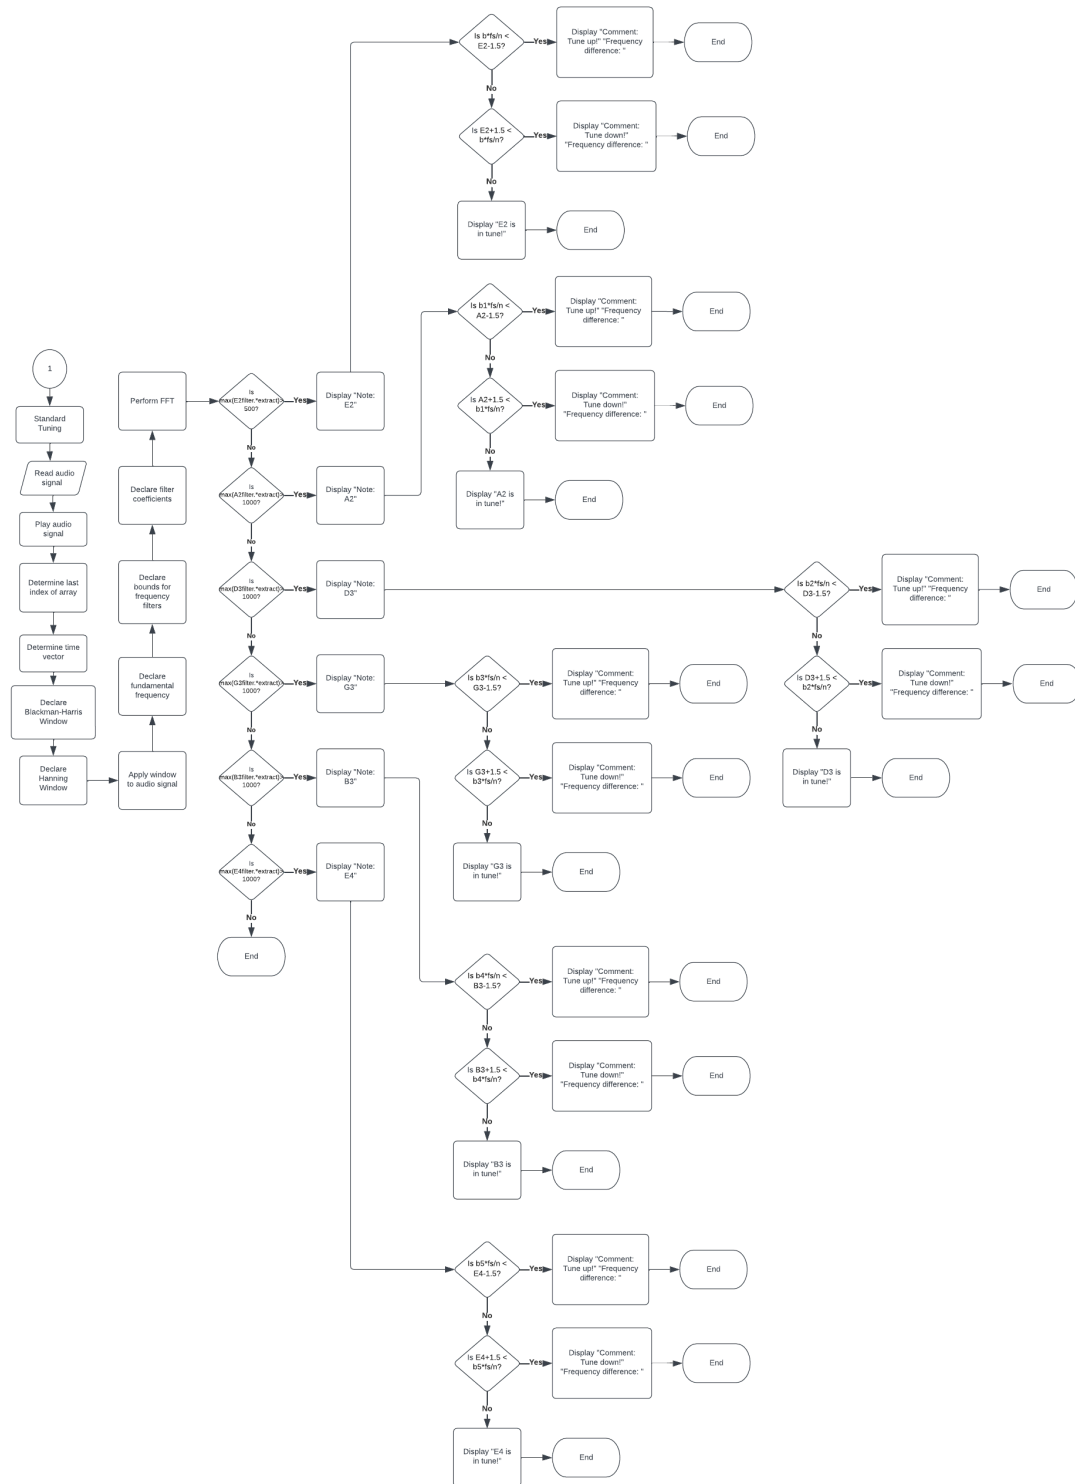 Is b*fs/n <
E2-1.5?
Yes
Display "Comment:
Tune up!" "Frequency
difference: "
End
No
Is E2+1.5 <
b*fs/n?
Yes
Display "Comment:
Tune down!"
"Frequency difference: "
End
No
Display "E2 is
in tune!"
End
Is b1*fs/n <
A2-1.5?
Yes
Display "Comment:
Tune up!" "Frequency
difference: "
End
No
Is A2+1.5 <
b1*fs/n?
Yes
Display "Comment:
Tune down!"
"Frequency difference: "
End
No
Display "A2 is
in tune!"
End
1
Standard
Tuning
Read audio
signal
Play audio
signal
Determine last
index of array
Determine time
vector
Declare
Blackman-Harris
Window
Declare
Hanning
Window
Apply window
to audio signal
Declare
fundamental
frequency
Declare
bounds for
frequency
filters
Declare filter
coefficients
Perform FFT
Is
max(E2filter.*extract)>
500?
Yes
Display "Note:
E2"
No
Is
max(A2filter.*extract)>
1000?
Yes
Display "Note:
A2"
No
Is
max(D3filter.*extract)>
1000?
Yes
Display "Note:
D3"
No
Is
max(G3filter.*extract)>
1000?
Yes
Display "Note:
G3"
No
Is
max(B3filter.*extract)>
1000?
Yes
Display "Note:
B3"
No
Is
max(E4filter.*extract)>
1000?
Yes
Display "Note:
E4"
No
End
Is b2*fs/n <
D3-1.5?
Yes
Display "Comment:
Tune up!" "Frequency
difference: "
End
No
Is D3+1.5 <
b2*fs/n?
Yes
Display "Comment:
Tune down!"
"Frequency difference: "
End
No
Display "D3 is
in tune!"
End
Is b3*fs/n <
G3-1.5?
Yes
Display "Comment:
Tune up!" "Frequency
difference: "
End
No
Is G3+1.5 <
b3*fs/n?
Yes
Display "Comment:
Tune down!"
"Frequency difference: "
End
No
Display "G3 is
in tune!"
End
Is b4*fs/n <
B3-1.5?
Yes
Display "Comment:
Tune up!" "Frequency
difference: "
End
No
Is B3+1.5 <
b4*fs/n?
Yes
Display "Comment:
Tune down!"
"Frequency difference: "
End
No
Display "B3 is
in tune!"
End
Is b5*fs/n <
E4-1.5?
Yes
Display "Comment:
Tune up!" "Frequency
difference: "
End
No
Is E4+1.5 <
b5*fs/n?
Yes
Display "Comment:
Tune down!"
"Frequency difference: "
End
No
Display "E4 is
in tune!"
End